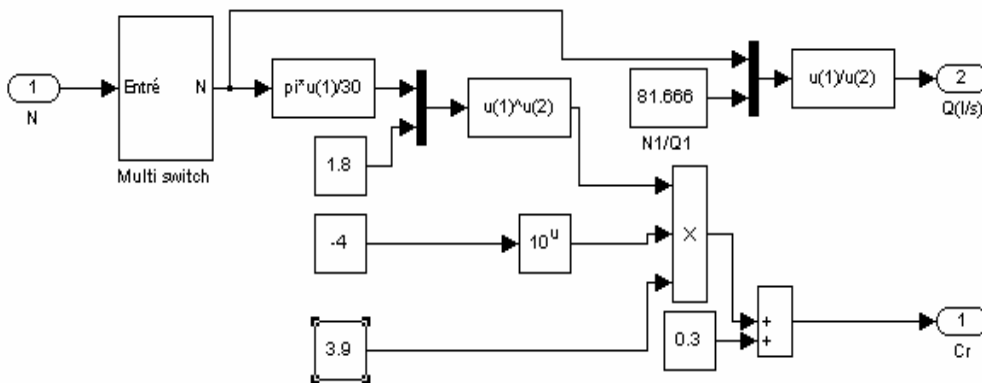 1
N
Entré N
Multi switch
pi*u(1)/30
1.8
u(1)^u(2)
81.666
N1/Q1
u(1)/u(2)
2
Q(l/s)
-4
10^u
×
3.9
0.3
+
+
1
Cr